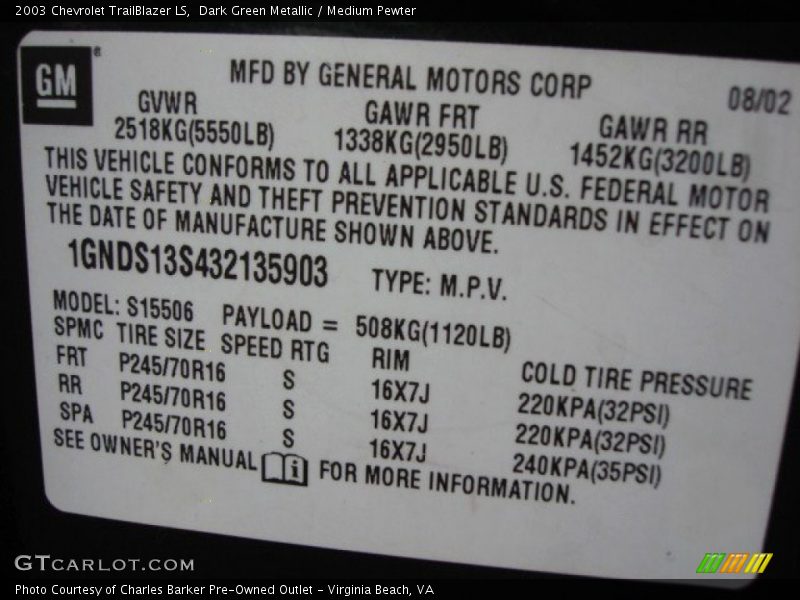 2003 Chevrolet TrailBlazer LS,  Dark Green Metallic / Medium Pewter
GM®
MFD BY GENERAL MOTORS CORP 08/02
GVWR GAWR FRT GAWR RR
2518KG(5550LB) 1338KG(2950LB) 1452KG(3200LB)
THIS VEHICLE CONFORMS TO ALL APPLICABLE U.S. FEDERAL MOTOR
VEHICLE SAFETY AND THEFT PREVENTION STANDARDS IN EFFECT ON
THE DATE OF MANUFACTURE SHOWN ABOVE.
1GNDS13S432135903 TYPE: M.P.V.
MODEL: S15506 PAYLOAD = 508KG(1120LB)
SPMC TIRE SIZE SPEED RTG RIM COLD TIRE PRESSURE
FRT P245/70R16 S 16X7J 220KPA(32PSI)
RR P245/70R16 S 16X7J 220KPA(32PSI)
SPA P245/70R16 S 16X7J 240KPA(35PSI)
SEE OWNER'S MANUAL i FOR MORE INFORMATION.
GTCARLOT.COM
Photo Courtesy of Charles Barker Pre-Owned Outlet - Virginia Beach, VA